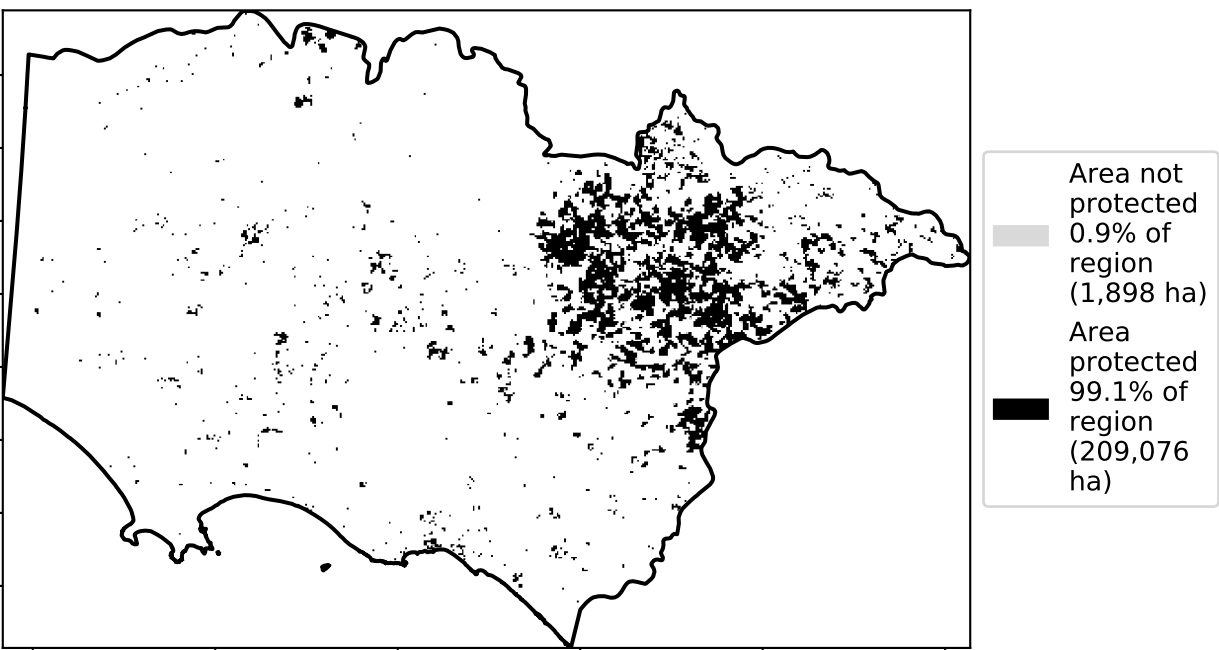 Area not
protected
0.9% of
region
(1,898 ha)
Area
protected
99.1% of
region
(209,076
ha)